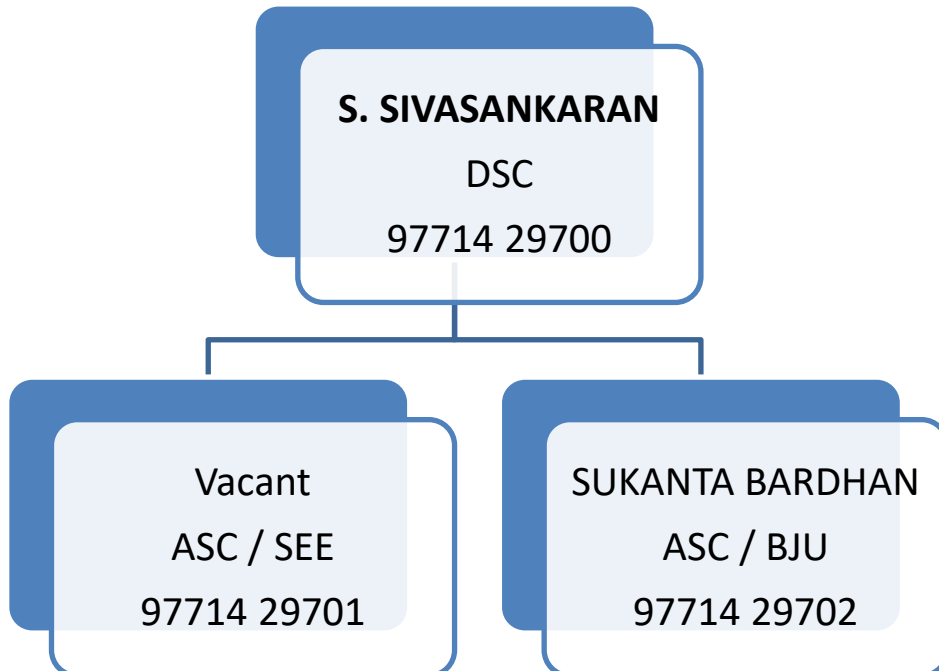 S. SIVASANKARAN
DSC
97714 29700
Vacant
ASC / SEE
97714 29701
SUKANTA BARDHAN
ASC / BJU
97714 29702